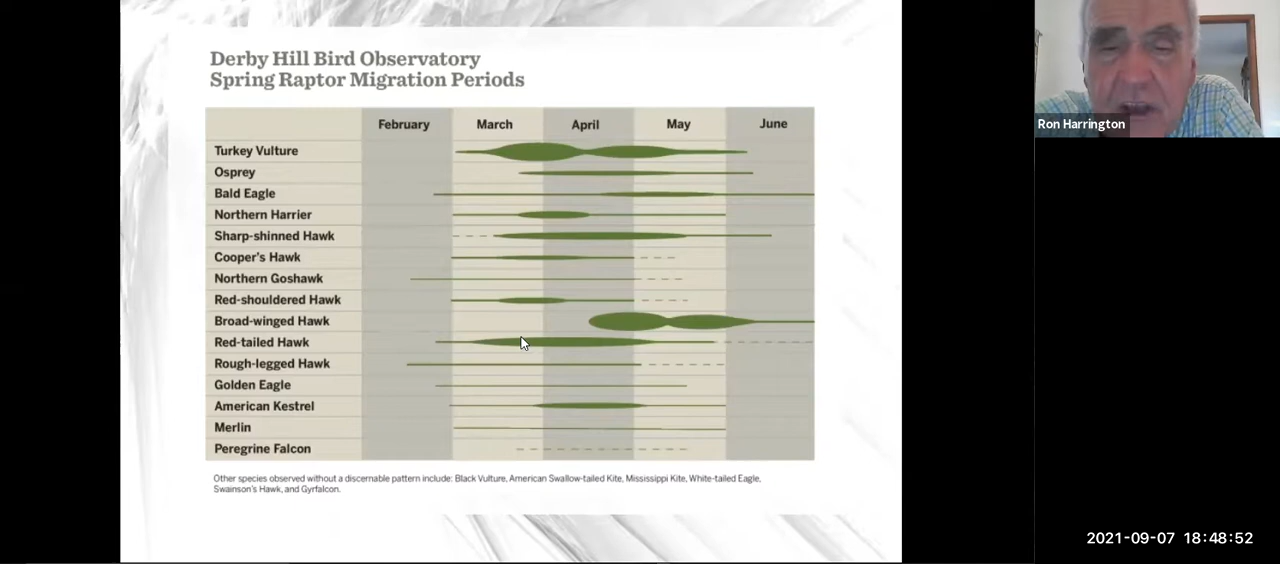 Derby Hill Bird Observatory
Spring Raptor Migration Periods
February March April May June
Turkey Vulture
Osprey
Bald Eagle
Northern Harrier
Sharp-shinned Hawk
Cooper's Hawk
Northern Goshawk
Red-shouldered Hawk
Broad-winged Hawk
Red-tailed Hawk
Rough-legged Hawk
Golden Eagle
American Kestrel
Merlin
Peregrine Falcon
Other species observed without a discernable pattern include: Black Vulture, American Swallow-tailed Kite, Mississippi Kite, White-tailed Eagle,
Swainson's Hawk, and Gyrfalcon.
Ron Harrington
2021-09-07 18:48:52